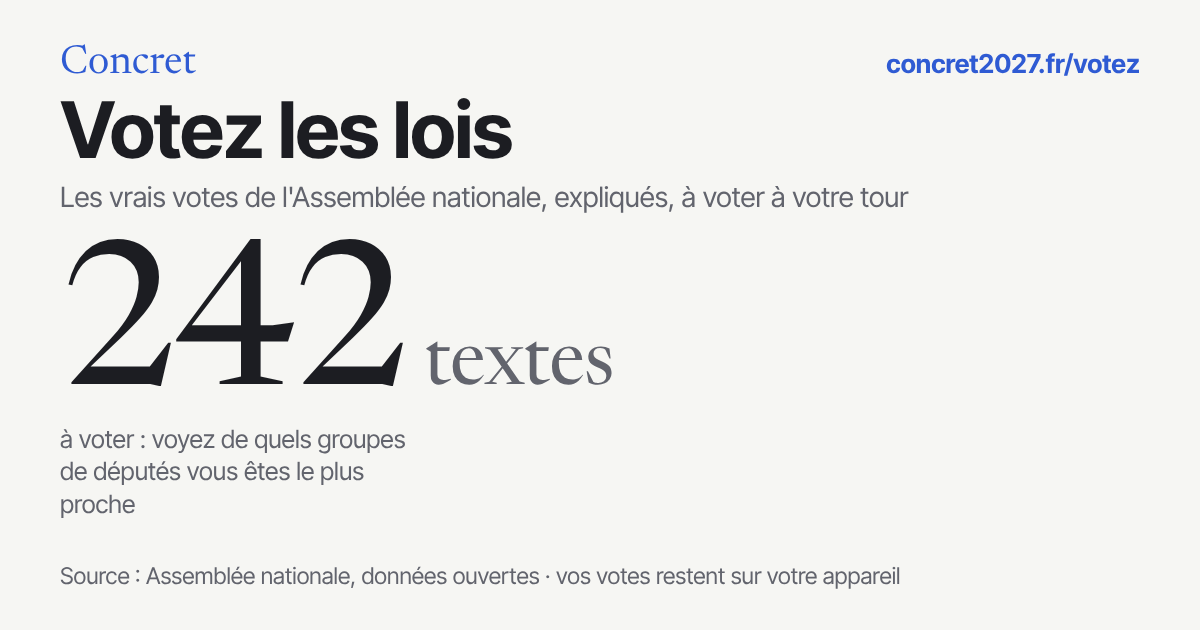 Concret
concret2027.fr/votez
Votez les lois
Les vrais votes de l'Assemblée nationale, expliqués, à voter à votre tour
242 textes
à voter : voyez de quels groupes
de députés vous êtes le plus
proche
Source : Assemblée nationale, données ouvertes · vos votes restent sur votre appareil